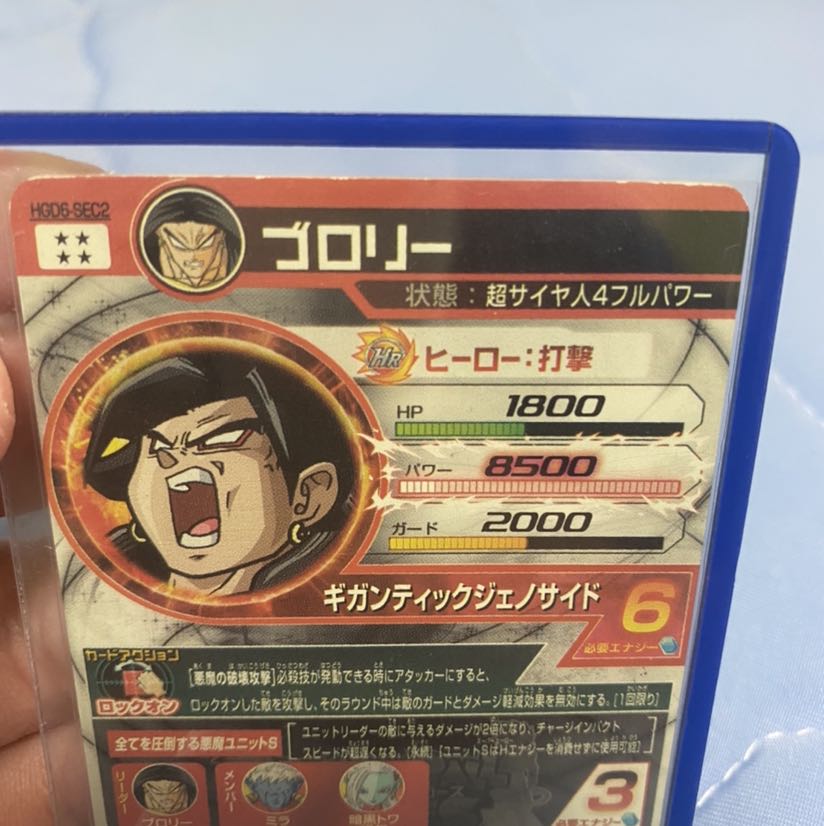 HGD6-SEC2
★★
★★
ブロリー
状態：超サイヤ人4フルパワー
HR ヒーロー：打撃
HP 1800
パワー 8500
ガード 2000
ギガンティックジェノサイド 6
必要エナジー
カードアクション
ロックオン
[悪魔の破壊攻撃]必殺技が発動できる時にアタッカーにすると、
ロックオンした敵を攻撃し、そのラウンド中は敵のガードとダメージ軽減効果を無効にする。[1回限り]
全てを圧倒する悪魔ユニットS
ユニットリーダーの敵に与えるダメージが2倍になり、チャージインパクト
スピードが超遅くなる。[永続]《ユニットSはHエナジーを消費せずに使用可能》
リーダー
ブロリー
メンバー
ミラ
暗黒トワ
3
必要エナジー